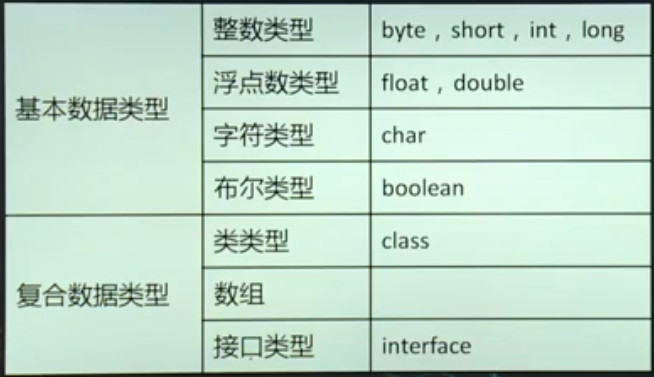 基本数据类型
整数类型 byte , short , int , long
浮点数类型 float , double
字符类型 char
布尔类型 boolean
复合数据类型
类类型 class
数组
接口类型 interface